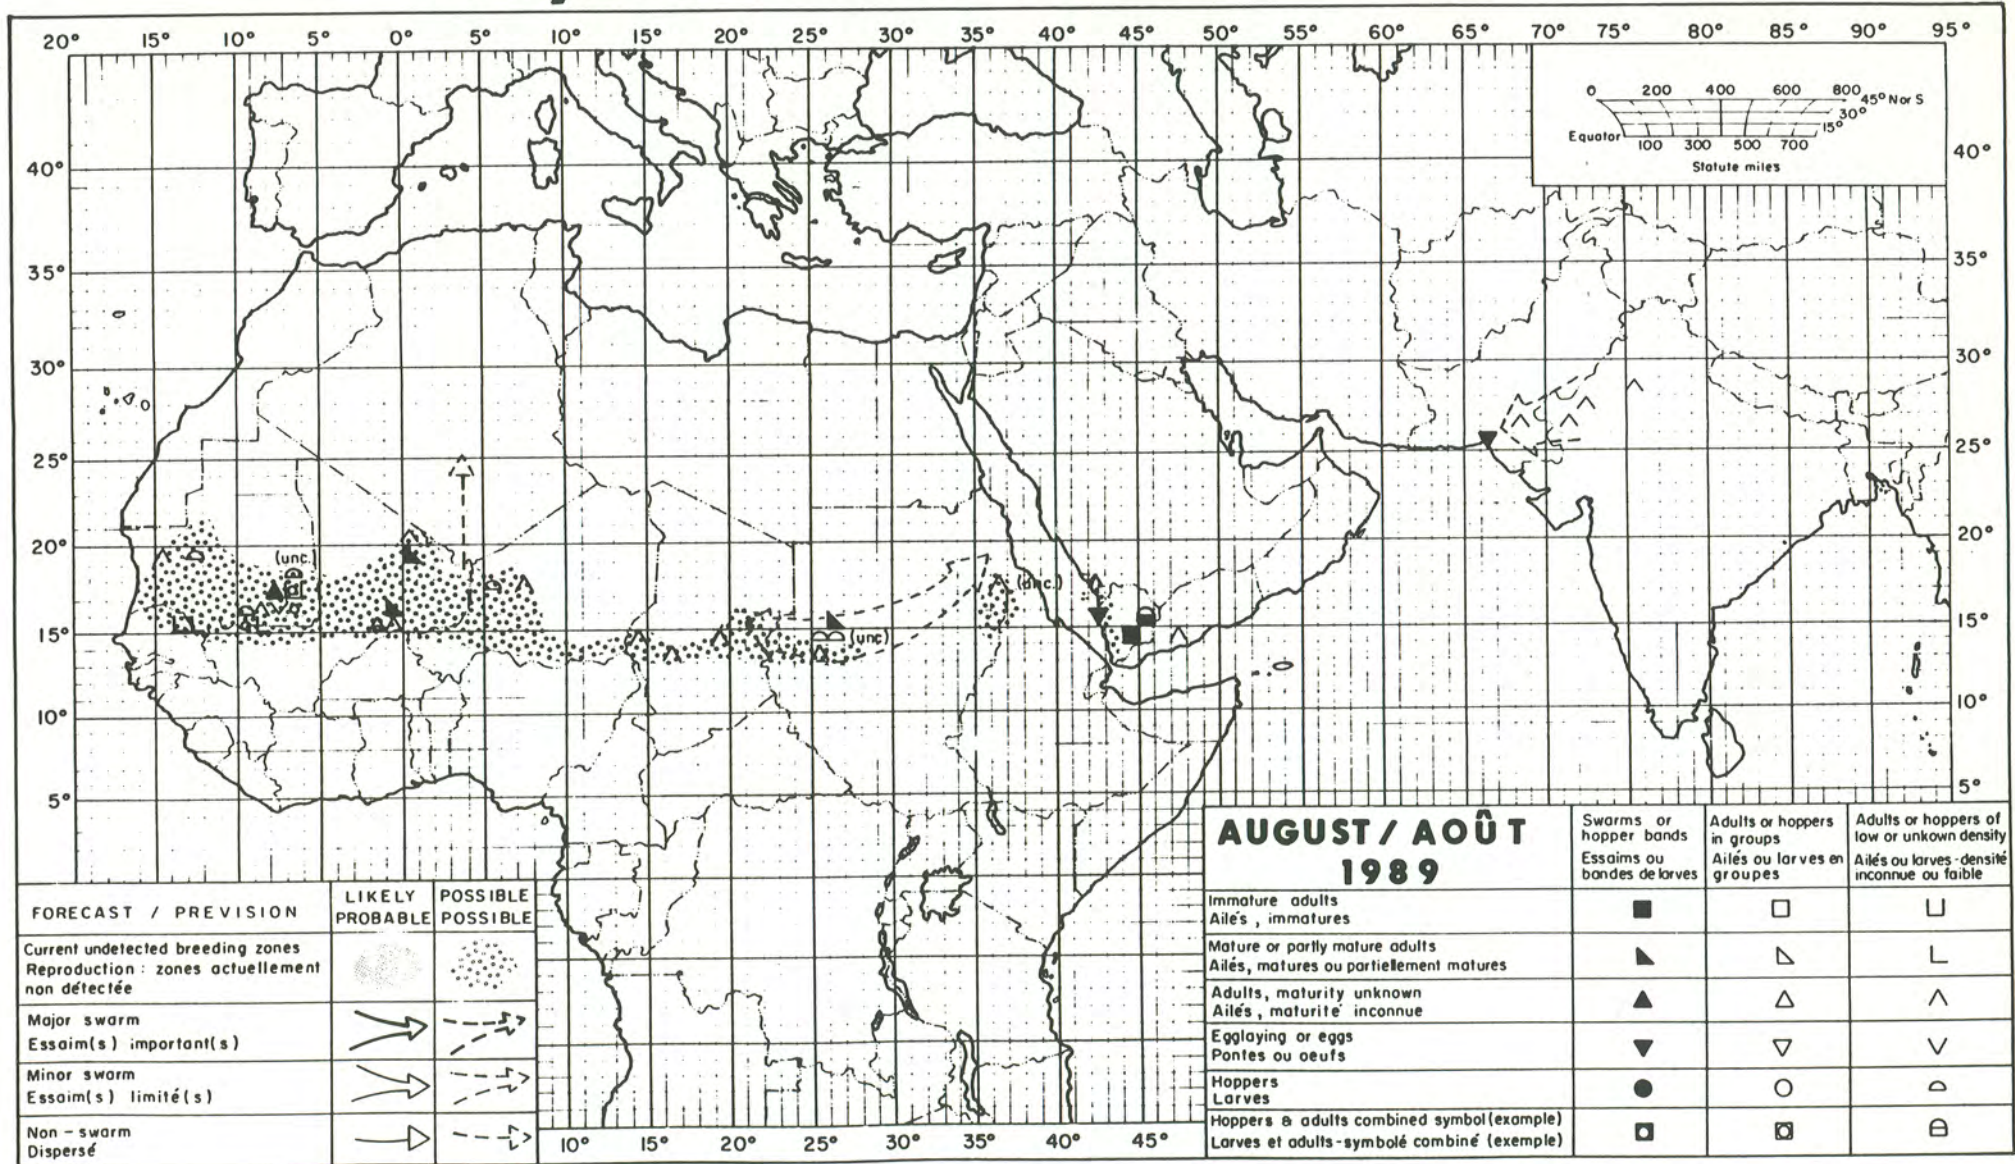 20° 15° 10° 5° 0° 5° 10° 15° 20° 25° 30° 35° 40° 45° 50° 55° 60° 65° 70° 75° 80° 85° 90° 95°
0 200 400 600 800 45° N or S
30°
15°
Equator 100 300 500 700
Statute miles
40° 40°
35° 35°
30° 30°
25° 25°
20° 20°
(unc.)
(unc.)
15° (unc) 15°
10° 10°
5° 5°
AUGUST / AOÛT
1989
Swarms or
hopper bands
Essaims ou
bandes de larves
Adults or hoppers
in groups
Ailés ou larves en
groupes
Adults or hoppers of
low or unkown density
Ailés ou larves - densité
inconnue ou faible
Immature adults
Ailés , immatures
Mature or partly mature adults
Ailés, matures ou partiellement matures
Adults, maturity unknown
Ailés , maturité inconnue
Egglaying or eggs
Pontes ou oeufs
Hoppers
Larves
Hoppers & adults combined symbol (example)
Larves et adults-symbolé combiné (exemple)
FORECAST / PREVISION
LIKELY
PROBABLE
POSSIBLE
POSSIBLE
Current undetected breeding zones
Reproduction : zones actuellement
non détectée
Major swarm
Essaim(s) important(s)
Minor swarm
Essaim(s) limité(s)
Non - swarm
Dispersé
10° 15° 20° 25° 30° 35° 40° 45°